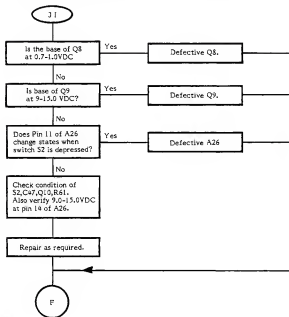 J1
Is the base of Q8
at 0.7-1.0VDC
Yes
Defective Q8.
No
Is base of Q9
at 9-15.0 VDC?
Yes
Defective Q9.
No
Does Pin 11 of A26
change states when
switch S2 is depressed?
Yes
Defective A26
No
Check condition of
S2,C47,Q10,R61.
Also verify 9.0-15.0VDC
at pin 14 of A26.
Repair as required.
F